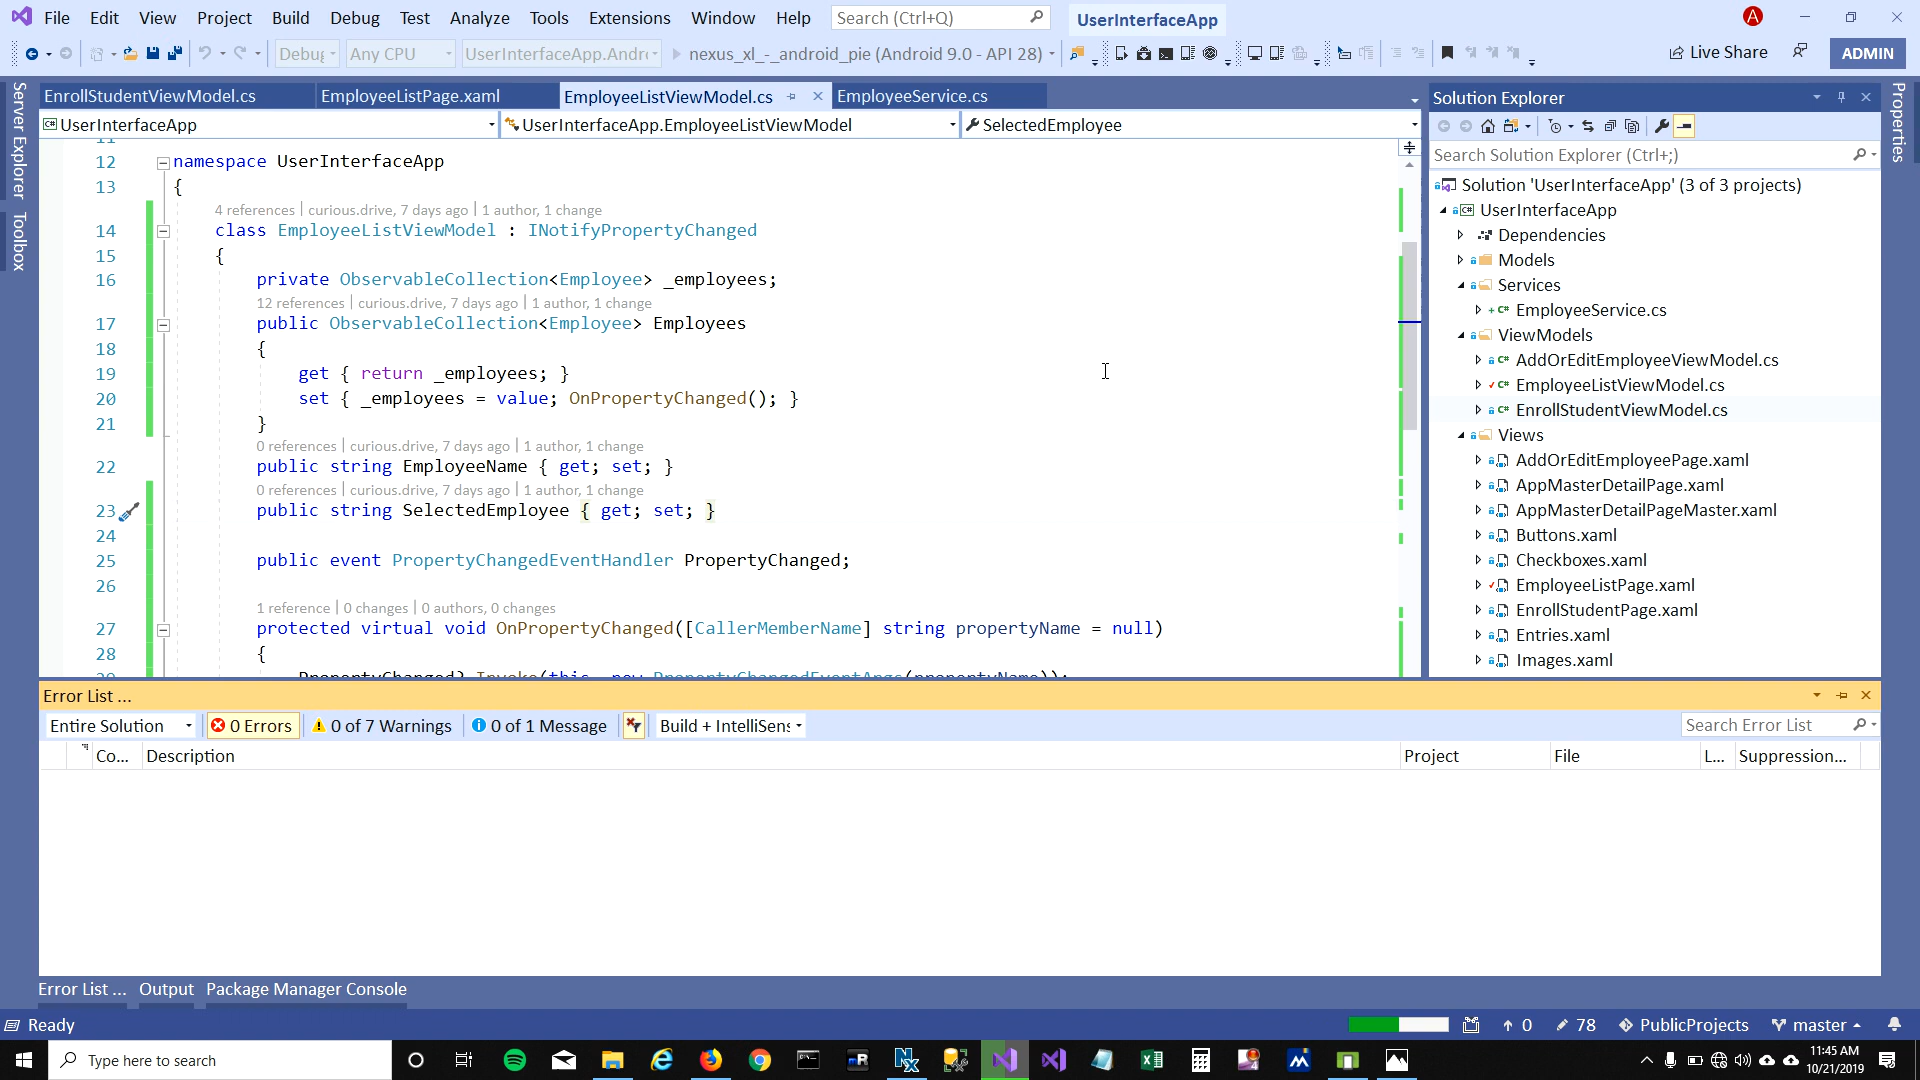 File Edit View Project Build Debug Test Analyze Tools Extensions Window Help Search (Ctrl+Q) UserInterfaceApp A
Debug Any CPU UserInterfaceApp.Andr nexus_xl_-_android_pie (Android 9.0 - API 28) Live Share ADMIN
Server Explorer
Toolbox
EnrollStudentViewModel.cs EmployeeListPage.xaml EmployeeListViewModel.cs EmployeeService.cs
UserInterfaceApp UserInterfaceApp.EmployeeListViewModel SelectedEmployee
11
12 namespace UserInterfaceApp
13 {
4 references | curious.drive, 7 days ago | 1 author, 1 change
14 class EmployeeListViewModel : INotifyPropertyChanged
15 {
16 private ObservableCollection<Employee> _employees;
12 references | curious.drive, 7 days ago | 1 author, 1 change
17 public ObservableCollection<Employee> Employees
18 {
19 get { return _employees; }
20 set { _employees = value; OnPropertyChanged(); }
21 }
0 references | curious.drive, 7 days ago | 1 author, 1 change
22 public string EmployeeName { get; set; }
0 references | curious.drive, 7 days ago | 1 author, 1 change
23 public string SelectedEmployee { get; set; }
24
25 public event PropertyChangedEventHandler PropertyChanged;
26
1 reference | 0 changes | 0 authors, 0 changes
27 protected virtual void OnPropertyChanged([CallerMemberName] string propertyName = null)
28 {
PropertyChanged?.Invoke(this, new PropertyChangedEventArgs(propertyName));
Solution Explorer
Search Solution Explorer (Ctrl+;)
Solution 'UserInterfaceApp' (3 of 3 projects)
UserInterfaceApp
Dependencies
Models
Services
EmployeeService.cs
ViewModels
AddOrEditEmployeeViewModel.cs
EmployeeListViewModel.cs
EnrollStudentViewModel.cs
Views
AddOrEditEmployeePage.xaml
AppMasterDetailPage.xaml
AppMasterDetailPageMaster.xaml
Buttons.xaml
Checkboxes.xaml
EmployeeListPage.xaml
EnrollStudentPage.xaml
Entries.xaml
Images.xaml
Properties
Error List ...
Entire Solution 0 Errors 0 of 7 Warnings 0 of 1 Message Build + IntelliSens Search Error List
Co... Description Project File L... Suppression...
Error List ... Output Package Manager Console
Ready 0 78 PublicProjects master
Type here to search
11:45 AM
10/21/2019